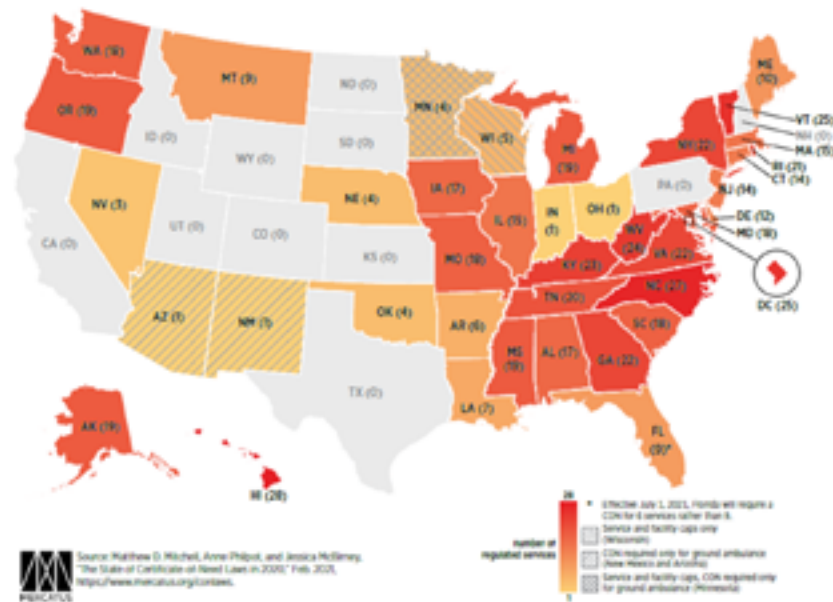 WA (18)
MT (9)
ND (0)
MN (4)
ME (10)
OR (19)
ID (0)
SD (0)
WI (5)
MI (19)
NY (22)
VT (25)
NH (0)
MA (15)
RI (21)
CT (14)
WY (0)
NE (4)
IA (17)
PA (0)
NJ (14)
NV (3)
UT (0)
CO (0)
IL (15)
IN
(1)
OH (1)
DE (12)
MD (18)
CA (0)
KS (0)
MO (18)
KY (23)
WV
(24)
VA (22)
NC (27)
DC (25)
AZ (1)
NM (1)
OK (4)
AR (6)
TN (20)
SC (18)
TX (0)
MS
(19)
AL (17)
GA (22)
LA (7)
AK (19)
HI (28)
FL
number of
regulated services
28
1
* Effective July 1, 2021, Florida will require a
CON for 6 services rather than 9.
Service and facility caps only
(Wisconsin)
CON required only for ground ambulance
(New Mexico and Arizona)
Service and facility caps, CON required only
for ground ambulance (Minnesota)
MERCATUS
Source: Matthew D. Mitchell, Anne Philpot, and Jessica McBirney,
"The State of Certificate-of-Need Laws in 2020," Feb. 2021,
https://www.mercatus.org/conlaws.